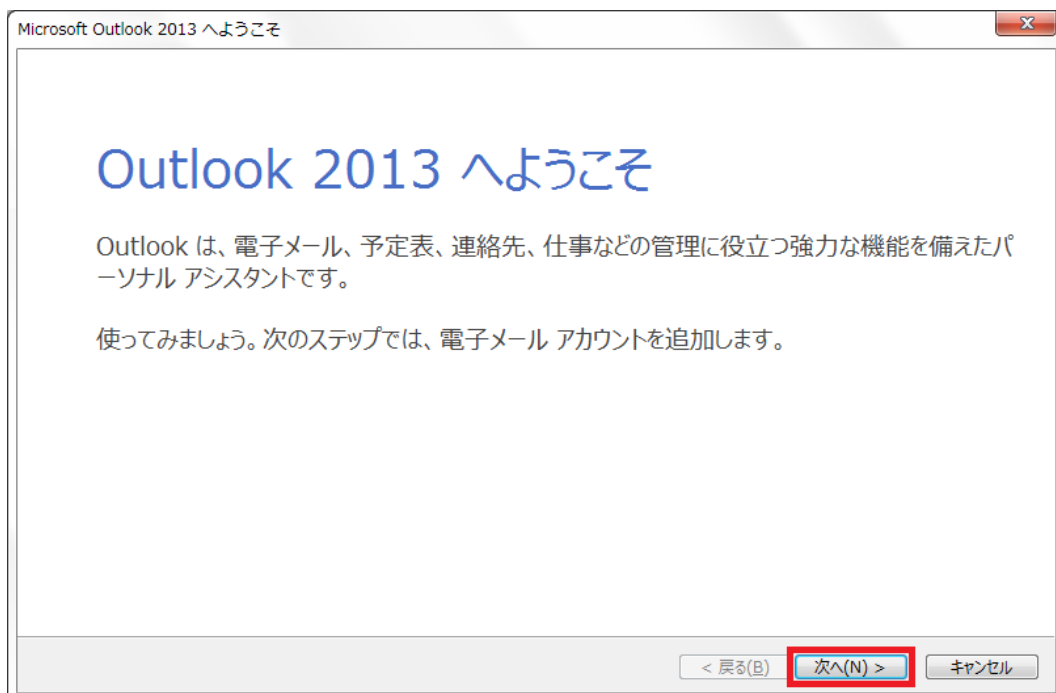 Microsoft Outlook 2013 へようこそ
Outlook 2013 へようこそ
Outlook は、電子メール、予定表、連絡先、仕事などの管理に役立つ強力な機能を備えたパ
ーソナル アシスタントです。
使ってみましょう。次のステップでは、電子メール アカウントを追加します。
< 戻る(B) 次へ(N) > キャンセル